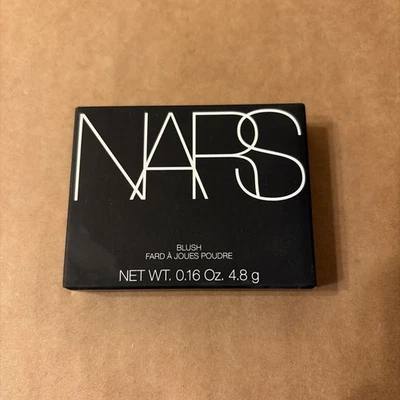 NARS
BLUSH
FARD À JOUES POUDRE
NET WT. 0.16 Oz. 4.8 g